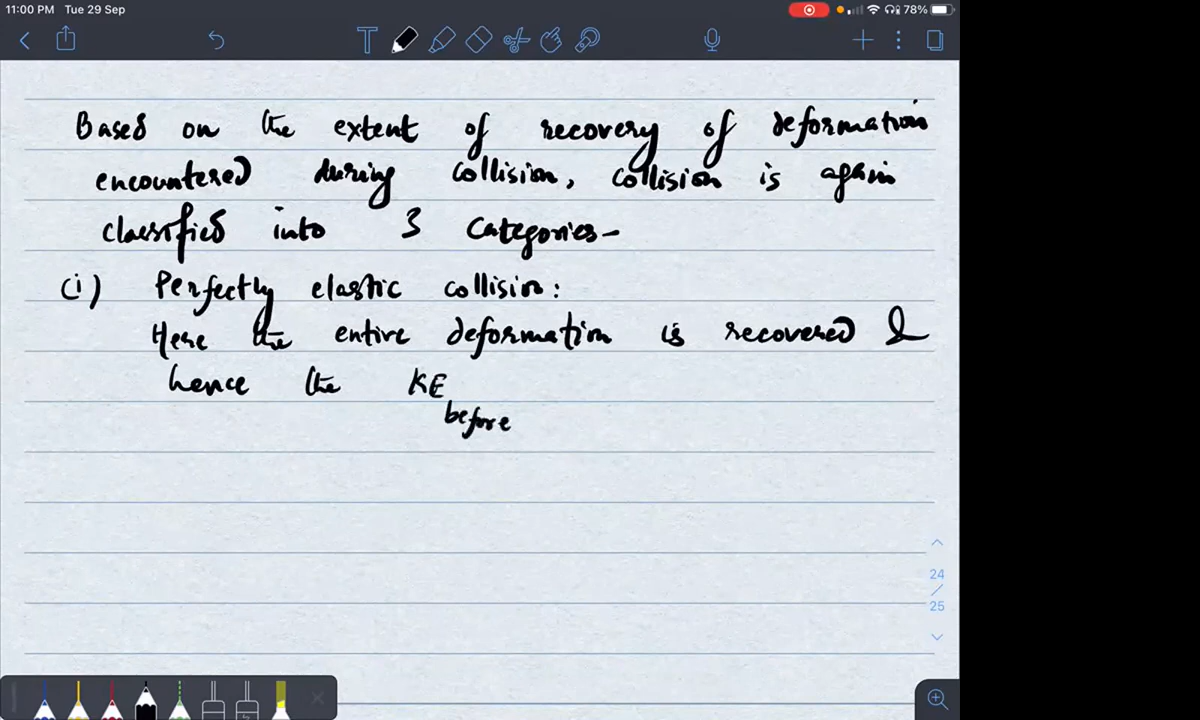 11:00 PM Tue 29 Sep 78%
T
Based on the extent of recovery of deformation
encountered during collision, collision is again
classified into 3 Categories-
(i) Perfectly elastic collision:
Here the entire deformation is recovered &
hence the KE before
24
/
25